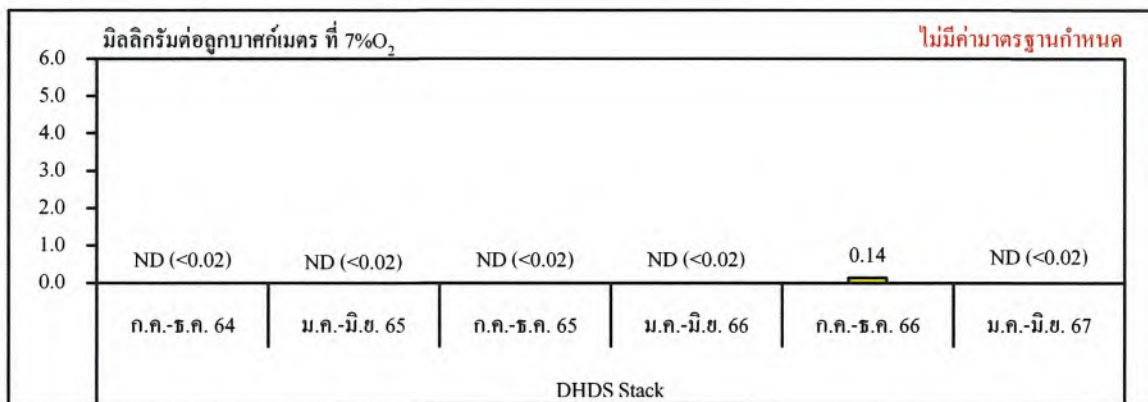 มิลลิกรัมต่อลูกบาศก์เมตร ที่ 7%O₂ ไม่มีค่ามาตรฐานกำหนด
6.0
5.0
4.0
3.0
2.0
1.0
0.0
ND (<0.02) ND (<0.02) ND (<0.02) ND (<0.02) 0.14 ND (<0.02)
ก.ค.-ธ.ค. 64 ม.ค.-มิ.ย. 65 ก.ค.-ธ.ค. 65 ม.ค.-มิ.ย. 66 ก.ค.-ธ.ค. 66 ม.ค.-มิ.ย. 67
DHDS Stack